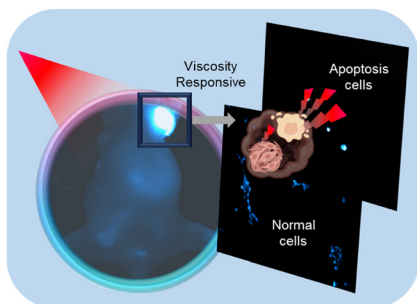 Viscosity
Responsive
Apoptosis
cells
Normal
cells